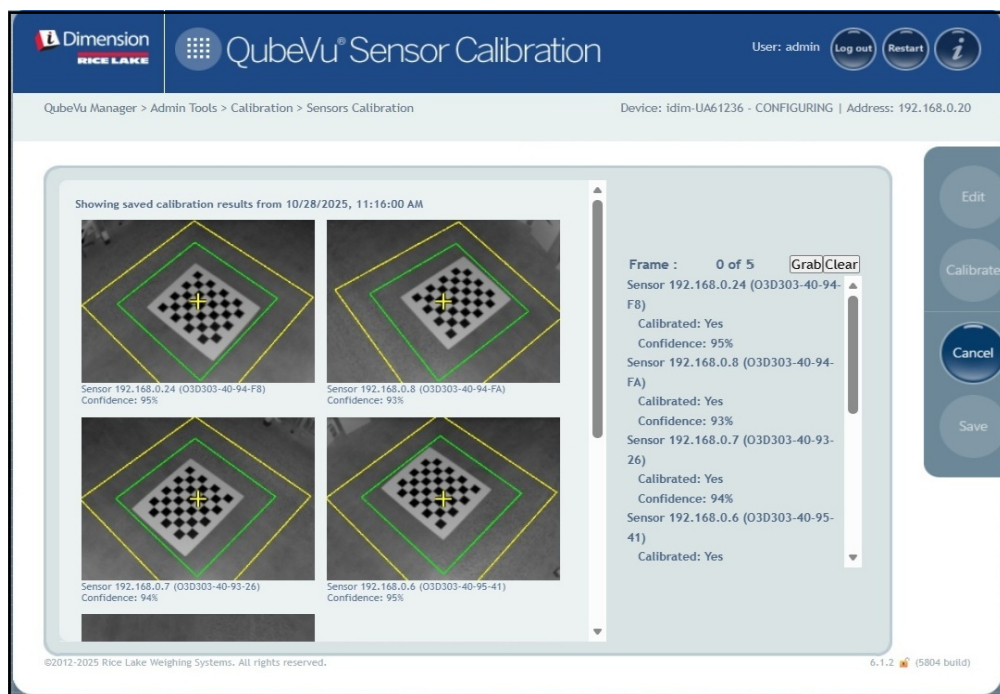 i Dimension
RICE LAKE
QubeVu® Sensor Calibration
User: admin
Log out
Restart
i
QubeVu Manager > Admin Tools > Calibration > Sensors Calibration
Device: idim-UA61236 - CONFIGURING | Address: 192.168.0.20
Showing saved calibration results from 10/28/2025, 11:16:00 AM
Sensor 192.168.0.24 (O3D303-40-94-F8)
Confidence: 95%
Sensor 192.168.0.8 (O3D303-40-94-FA)
Confidence: 93%
Sensor 192.168.0.7 (O3D303-40-93-26)
Confidence: 94%
Sensor 192.168.0.6 (O3D303-40-95-41)
Confidence: 95%
Frame : 0 of 5 Grab Clear
Sensor 192.168.0.24 (O3D303-40-94-
F8)
Calibrated: Yes
Confidence: 95%
Sensor 192.168.0.8 (O3D303-40-94-
FA)
Calibrated: Yes
Confidence: 93%
Sensor 192.168.0.7 (O3D303-40-93-
26)
Calibrated: Yes
Confidence: 94%
Sensor 192.168.0.6 (O3D303-40-95-
41)
Calibrated: Yes
Edit
Calibrate
Cancel
Save
©2012-2025 Rice Lake Weighing Systems. All rights reserved.
6.1.2 (5804 build)